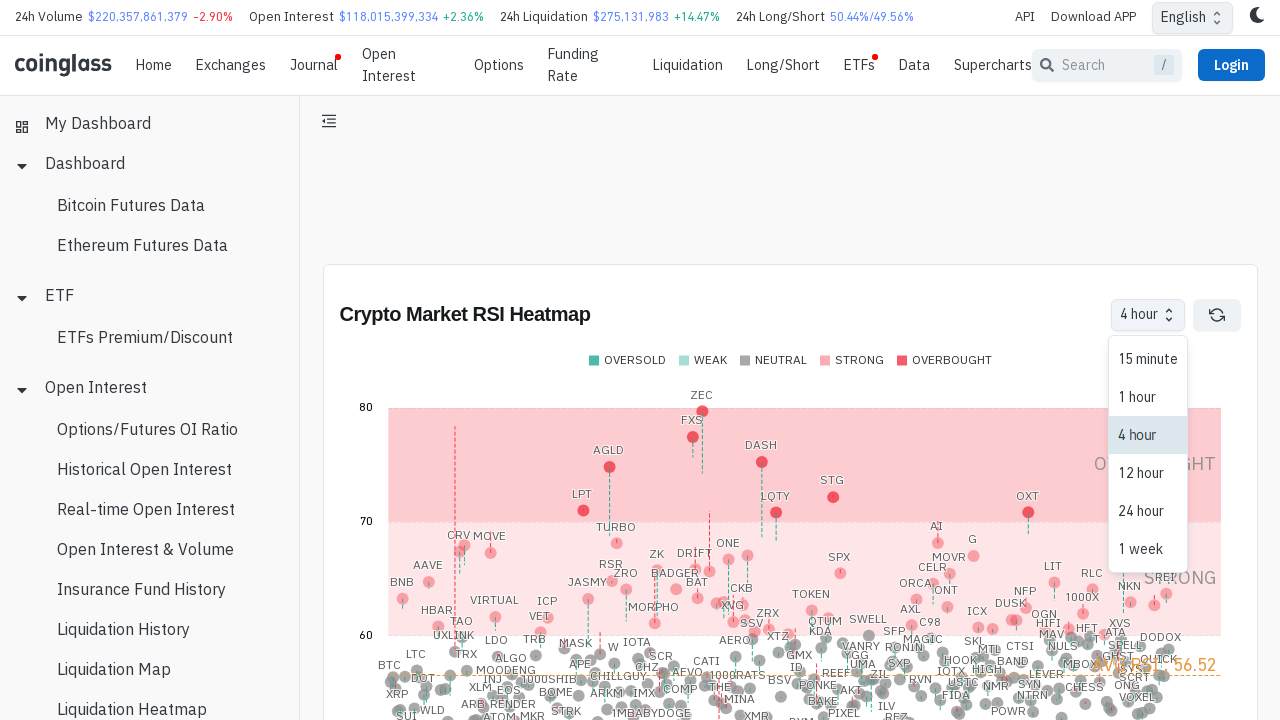 24h Volume $220,357,861,379 -2.90% Open Interest $118,015,399,334 +2.36% 24h Liquidation $275,131,983 +14.47% 24h Long/Short 50.44%/49.56% API Download APP English
coinglass Home Exchanges Journal Open Interest Options Funding Rate Liquidation Long/Short ETFs Data Supercharts Search / Login
My Dashboard
Dashboard
Bitcoin Futures Data
Ethereum Futures Data
ETF
ETFs Premium/Discount
Open Interest
Options/Futures OI Ratio
Historical Open Interest
Real-time Open Interest
Open Interest & Volume
Insurance Fund History
Liquidation History
Liquidation Map
Liquidation Heatmap
Crypto Market RSI Heatmap
4 hour
15 minute
1 hour
4 hour
12 hour
24 hour
1 week
OVERSOLD WEAK NEUTRAL STRONG OVERBOUGHT
80
ZEC
FXS
AGLD
DASH
STG
LPT
LQTY
OXT
70
TURBO
AI
CRV MOVE
ONE
G
ZK
DRIFT
SPX
MOVR
AAVE
RSR
ZRO
BADGER
CELR
LIT
RLC
STRONG
BNB
JASMY
BAT
CKB
ORCA
ONT
NFP
NKN
VIRTUAL
ICP
MORPHO
XVG
TOKEN
AXL
DUSK
1000X
HBAR
TAO
VET
ZRX
QTUM
SWELL
C98
ICX
OGN
XVS
60
UXLINK
LDO
TRB
MASK
IOTA
AERO
SSV
XTZ
KDA
SFP
MAGIC
SKL
CTSI
HIFI
MAV
HFT
ATA
DODOX
LTC
TRX
ALGO
W
SCR
CATI
GMX
VANRY
RONIN
MTL
NULS
SPELL
GHST
QUICK
BTC
DOT
MOODENG
APE
CHZ
AEVO
ID
YGG
UMA
SXP
HOOK
HIGH
BAND
LEVER
MBOX
SYS
AVG RSI : 56.52
XRP
XLM
INJ
EOS
1000SHIB
CHILLGUY
COMP
1000RATS
BSV
REEF
ZIL
RVN
IOTX
USTC
NMR
SYN
CHESS
SCRT
ONG
WLD
SUI
ARB
RENDER
BOME
ARKM
IMX
THE
MINA
PONKE
BAKE
AKT
FIDA
NTRN
VOXEL
ATOM
MKR
STRK
1MBABYDOGE
XMR
PIXEL
ILV
POWR